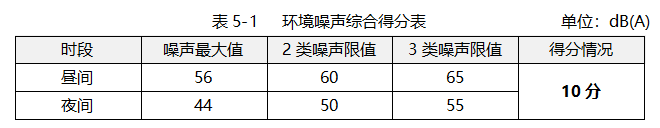 表 5-1 环境噪声综合得分表 单位：dB(A)
时段 噪声最大值 2 类噪声限值 3 类噪声限值 得分情况
昼间 56 60 65 10 分
夜间 44 50 55